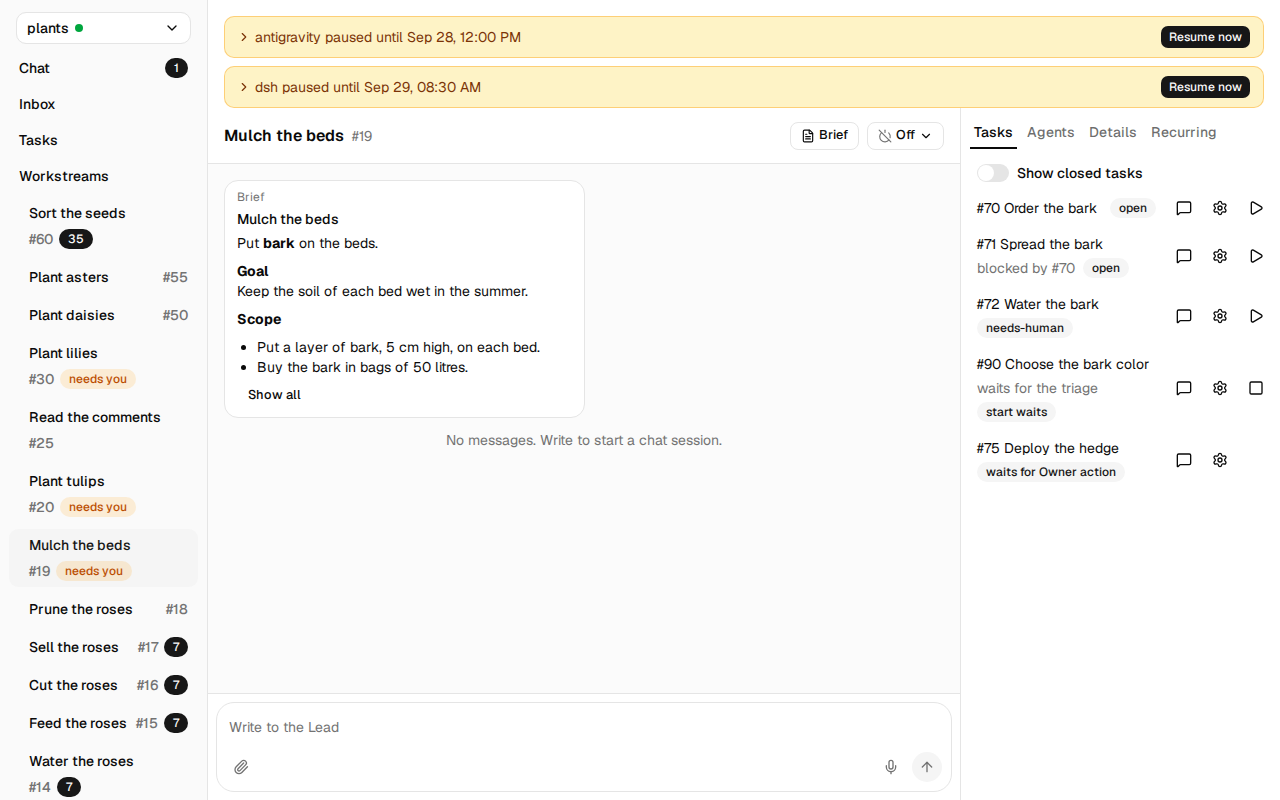 plants
Chat 1
Inbox
Tasks
Workstreams
Sort the seeds
#60 35
Plant asters #55
Plant daisies #50
Plant lilies
#30 needs you
Read the comments
#25
Plant tulips
#20 needs you
Mulch the beds
#19 needs you
Prune the roses #18
Sell the roses #17 7
Cut the roses #16 7
Feed the roses #15 7
Water the roses
#14 7
antigravity paused until Sep 28, 12:00 PM Resume now
dsh paused until Sep 29, 08:30 AM Resume now
Mulch the beds #19 Brief Off
Brief
Mulch the beds
Put bark on the beds.
Goal
Keep the soil of each bed wet in the summer.
Scope
• Put a layer of bark, 5 cm high, on each bed.
• Buy the bark in bags of 50 litres.
Show all
No messages. Write to start a chat session.
Write to the Lead
Tasks Agents Details Recurring
Show closed tasks
#70 Order the bark open
#71 Spread the bark
blocked by #70 open
#72 Water the bark
needs-human
#90 Choose the bark color
waits for the triage
start waits
#75 Deploy the hedge
waits for Owner action